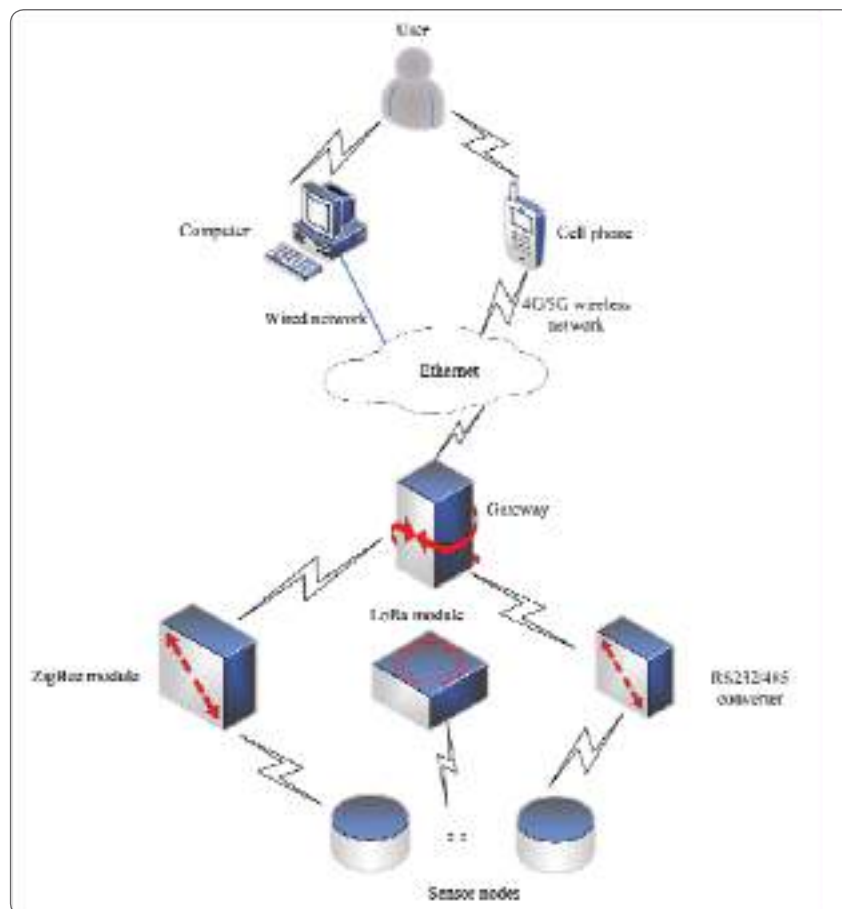 User
Computer
Cell phone
Wired network
4G/5G wireless
network
Ethernet
Gateway
LoRa module
ZigBee module
RS232/485
converter
Sensor nodes